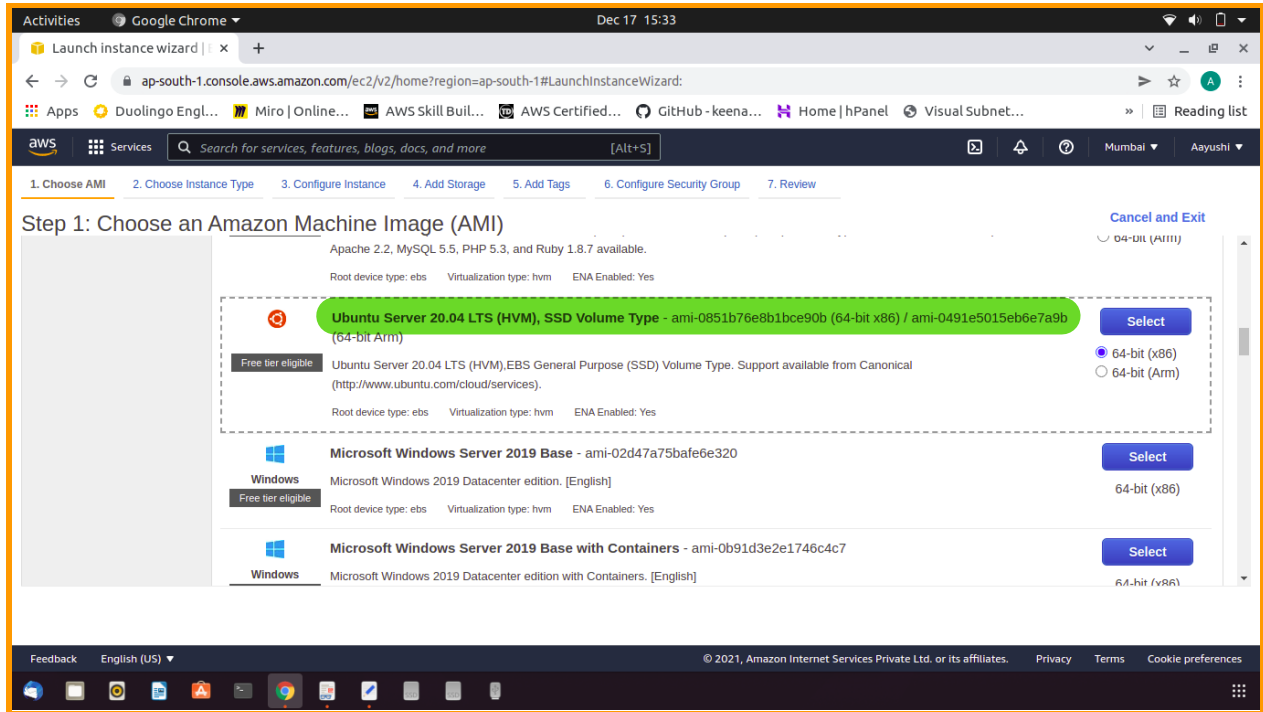 Activities Google Chrome Dec 17 15:33
Launch instance wizard | E
ap-south-1.console.aws.amazon.com/ec2/v2/home?region=ap-south-1#LaunchInstanceWizard:
Apps Duolingo Engl... Miro | Online... AWS Skill Buil... AWS Certified... GitHub - keena... Home | hPanel Visual Subnet... » Reading list
aws Services Search for services, features, blogs, docs, and more [Alt+S] Mumbai Aayushi
1. Choose AMI 2. Choose Instance Type 3. Configure Instance 4. Add Storage 5. Add Tags 6. Configure Security Group 7. Review
Step 1: Choose an Amazon Machine Image (AMI) Cancel and Exit
64-bit (Arm)
Apache 2.2, MySQL 5.5, PHP 5.3, and Ruby 1.8.7 available.
Root device type: ebs Virtualization type: hvm ENA Enabled: Yes
Ubuntu Server 20.04 LTS (HVM), SSD Volume Type - ami-0851b76e8b1bce90b (64-bit x86) / ami-0491e5015eb6e7a9b
(64-bit Arm)
Select
Free tier eligible
Ubuntu Server 20.04 LTS (HVM),EBS General Purpose (SSD) Volume Type. Support available from Canonical
(http://www.ubuntu.com/cloud/services).
64-bit (x86)
64-bit (Arm)
Root device type: ebs Virtualization type: hvm ENA Enabled: Yes
Microsoft Windows Server 2019 Base - ami-02d47a75bafe6e320
Select
Windows
Free tier eligible
Microsoft Windows 2019 Datacenter edition. [English]
64-bit (x86)
Root device type: ebs Virtualization type: hvm ENA Enabled: Yes
Microsoft Windows Server 2019 Base with Containers - ami-0b91d3e2e1746c4c7
Select
Windows
Microsoft Windows 2019 Datacenter edition with Containers. [English]
64-bit (x86)
Feedback English (US) © 2021, Amazon Internet Services Private Ltd. or its affiliates. Privacy Terms Cookie preferences